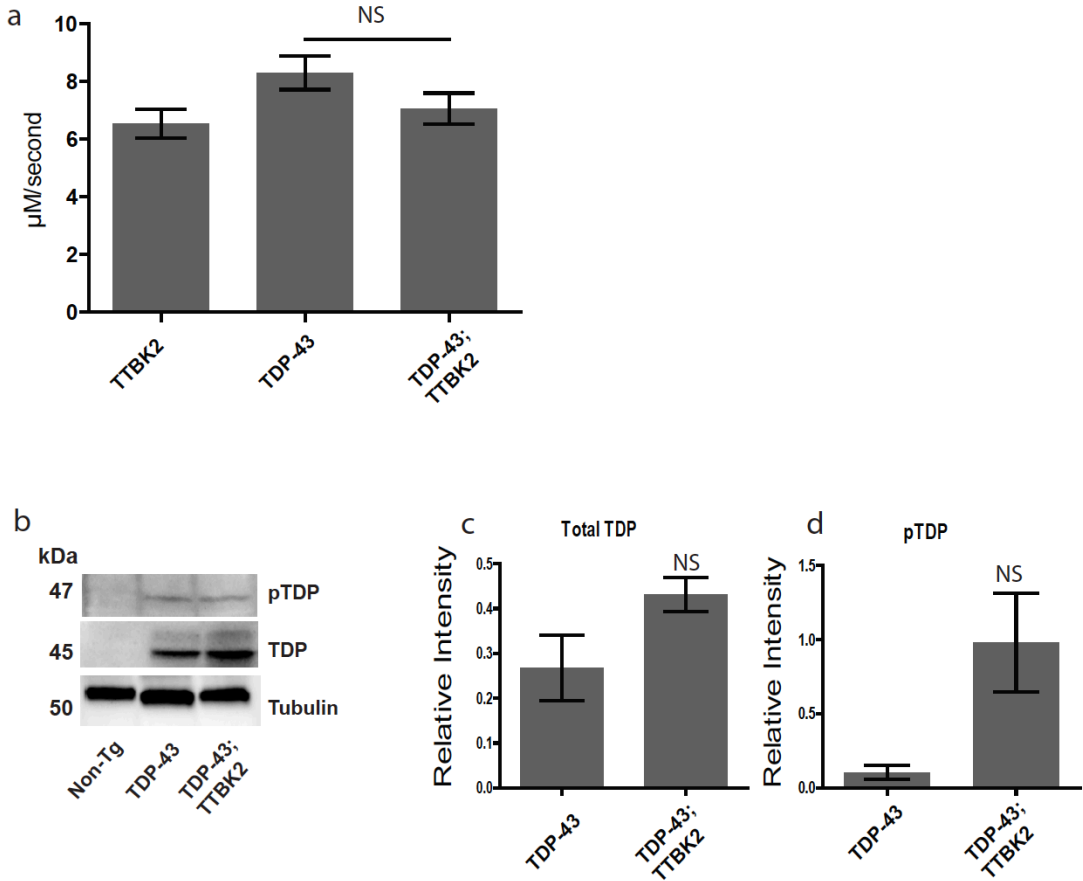 a
NS
10
8
6
4
2
0
µM/second
TTBK2
TDP-43
TDP-43;
TTBK2
b
kDa
47
pTDP
45
TDP
50
Tubulin
Non-Tg
TDP-43
TDP-43;
TTBK2
c
Total TDP
NS
0.5
0.4
0.3
0.2
0.1
0.0
Relative Intensity
TDP-43
TDP-43;
TTBK2
d
pTDP
NS
1.5
1.0
0.5
0.0
Relative Intensity
TDP-43
TDP-43;
TTBK2